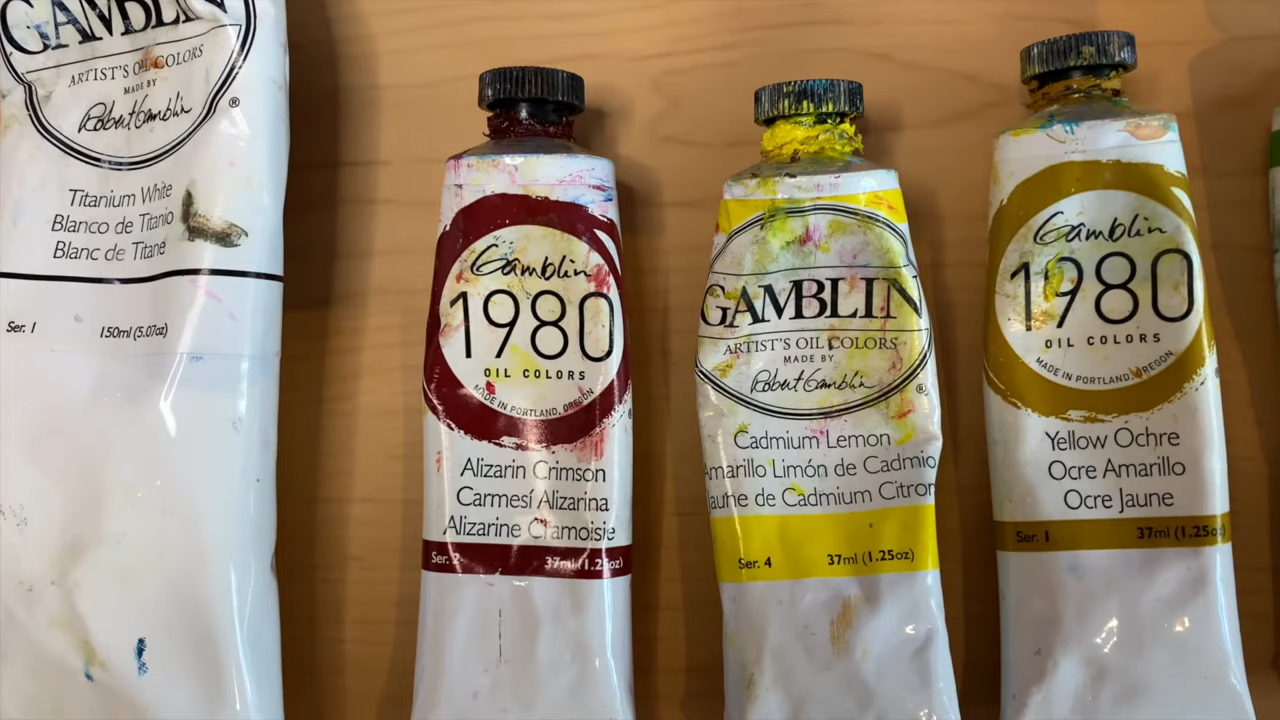 GAMBLIN
ARTIST'S OIL COLORS
MADE BY
Robert Gamblin
®
Titanium White
Blanco de Titanio
Blanc de Titane
Ser. 1 150ml (5.07oz)
Gamblin
1980
OIL COLORS
MADE IN PORTLAND, OREGON
Alizarin Crimson
Carmesí Alizarina
Alizarine Cramoisie
Ser. 2 37ml (1.25oz)
GAMBLIN
ARTIST'S OIL COLORS
MADE BY
Robert Gamblin
®
Cadmium Lemon
Amarillo Limón de Cadmio
Jaune de Cadmium Citron
Ser. 4 37ml (1.25oz)
Gamblin
1980
OIL COLORS
MADE IN PORTLAND, OREGON
Yellow Ochre
Ocre Amarillo
Ocre Jaune
Ser. 1 37ml (1.25oz)